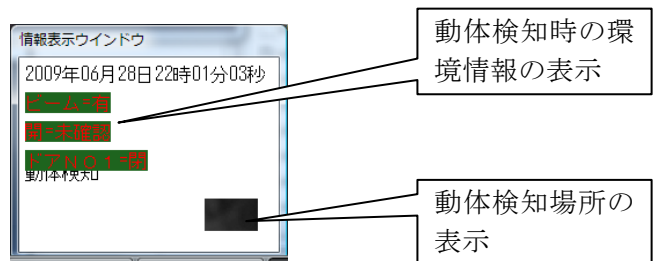 情報表示ウインドウ
2009年06月28日22時01分03秒
ビーム=有
閉=未確認
ドアNO1=開
動体検知
動体検知時の環
境情報の表示
動体検知場所の
表示